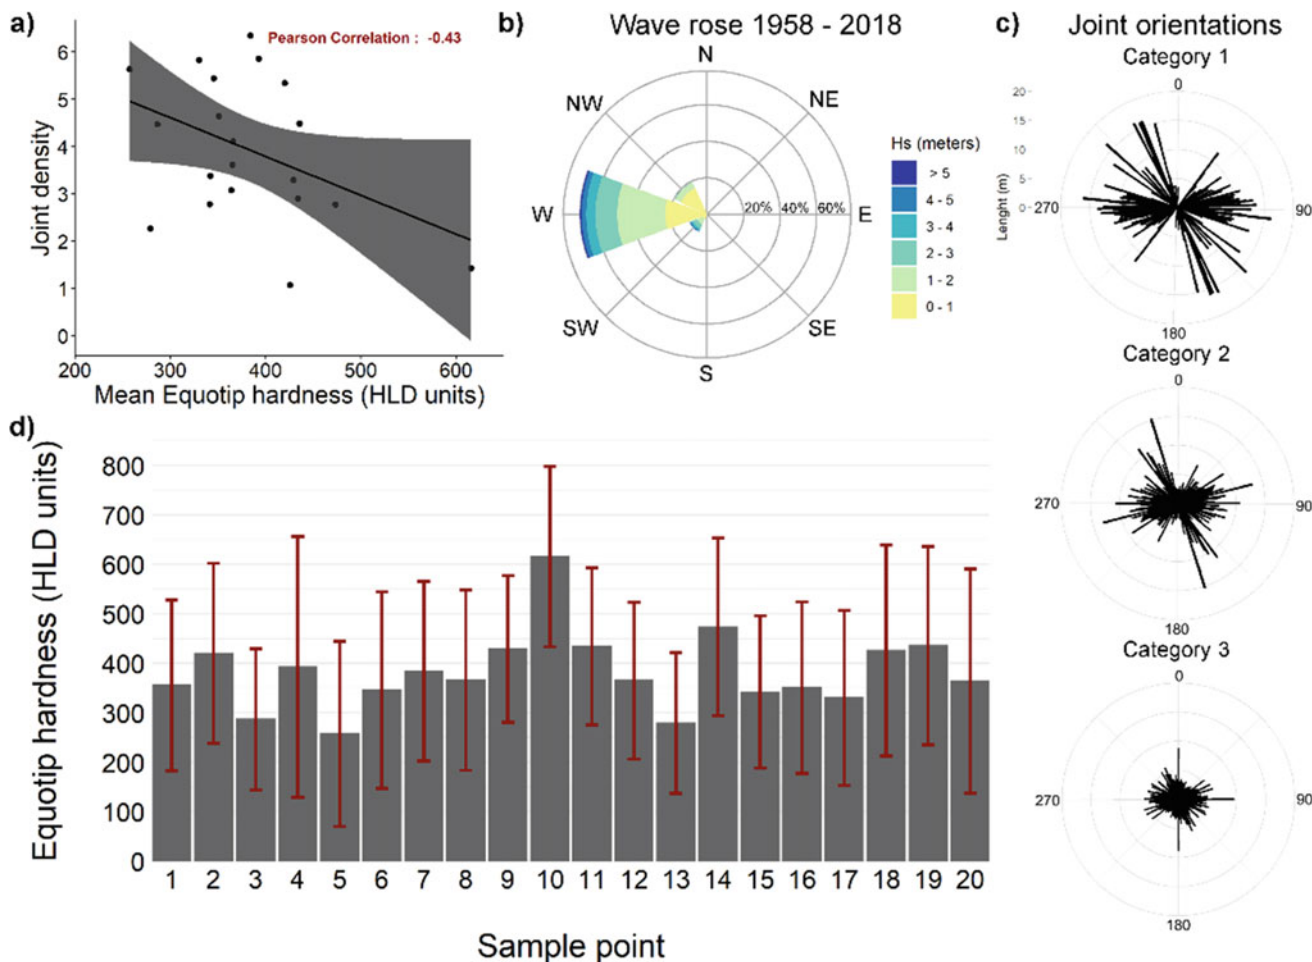 a)
Pearson Correlation : -0.43
Joint density
6
5
4
3
2
1
0
200
300
400
500
600
Mean Equotip hardness (HLD units)
b)
Wave rose 1958 - 2018
N
NE
E
SE
S
SW
W
NW
20%
40%
60%
Hs (meters)
> 5
4 - 5
3 - 4
2 - 3
1 - 2
0 - 1
c)
Joint orientations
Category 1
0
90
180
270
20
15
10
5
0
Lenght (m)
Category 2
0
90
180
270
Category 3
0
90
180
270
d)
Equotip hardness (HLD units)
800
700
600
500
400
300
200
100
0
1 2 3 4 5 6 7 8 9 10 11 12 13 14 15 16 17 18 19 20
Sample point